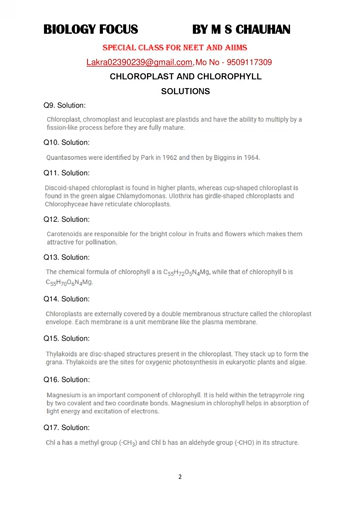 BIOLOGY FOCUS BY M S CHAUHAN
SPECIAL CLASS FOR NEET AND AIIMS
Lakra02390239@gmail.com, Mo No - 9509117309
CHLOROPLAST AND CHLOROPHYLL
SOLUTIONS
Q9. Solution:
Chloroplast, chromoplast and leucoplast are plastids and have the ability to multiply by a
fission-like process before they are fully mature.
Q10. Solution:
Quantasomes were identified by Park in 1962 and then by Biggins in 1964.
Q11. Solution:
Discoid-shaped chloroplast is found in higher plants, whereas cup-shaped chloroplast is
found in the green algae Chlamydomonas. Ulothrix has girdle-shaped chloroplasts and
Chlorophyceae have reticulate chloroplasts.
Q12. Solution:
Carotenoids are responsible for the bright colour in fruits and flowers which makes them
attractive for pollination.
Q13. Solution:
The chemical formula of chlorophyll a is C₅₅H₇₂O₅N₄Mg, while that of chlorophyll b is
C₅₅H₇₀O₆N₄Mg.
Q14. Solution:
Chloroplasts are externally covered by a double membranous structure called the chloroplast
envelope. Each membrane is a unit membrane like the plasma membrane.
Q15. Solution:
Thylakoids are disc-shaped structures present in the chloroplast. They stack up to form the
grana. Thylakoids are the sites for oxygenic photosynthesis in eukaryotic plants and algae.
Q16. Solution:
Magnesium is an important component of chlorophyll. It is held within the tetrapyrrole ring
by two covalent and two coordinate bonds. Magnesium in chlorophyll helps in absorption of
light energy and excitation of electrons.
Q17. Solution:
Chl a has a methyl group (-CH₃) and Chl b has an aldehyde group (-CHO) in its structure.
2